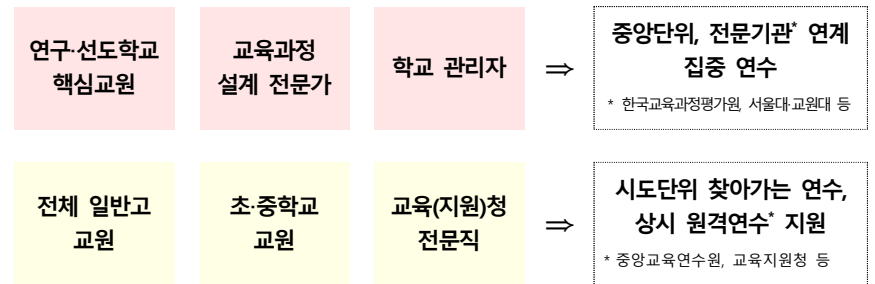 연구·선도학교
핵심교원
교육과정
설계 전문가
학교 관리자
⇒
중앙단위, 전문기관* 연계
집중 연수
* 한국교육과정평가원, 서울대·교원대 등
전체 일반고
교원
초·중학교
교원
교육(지원)청
전문직
⇒
시도단위 찾아가는 연수,
상시 원격연수* 지원
* 중앙교육연수원, 교육지원청 등